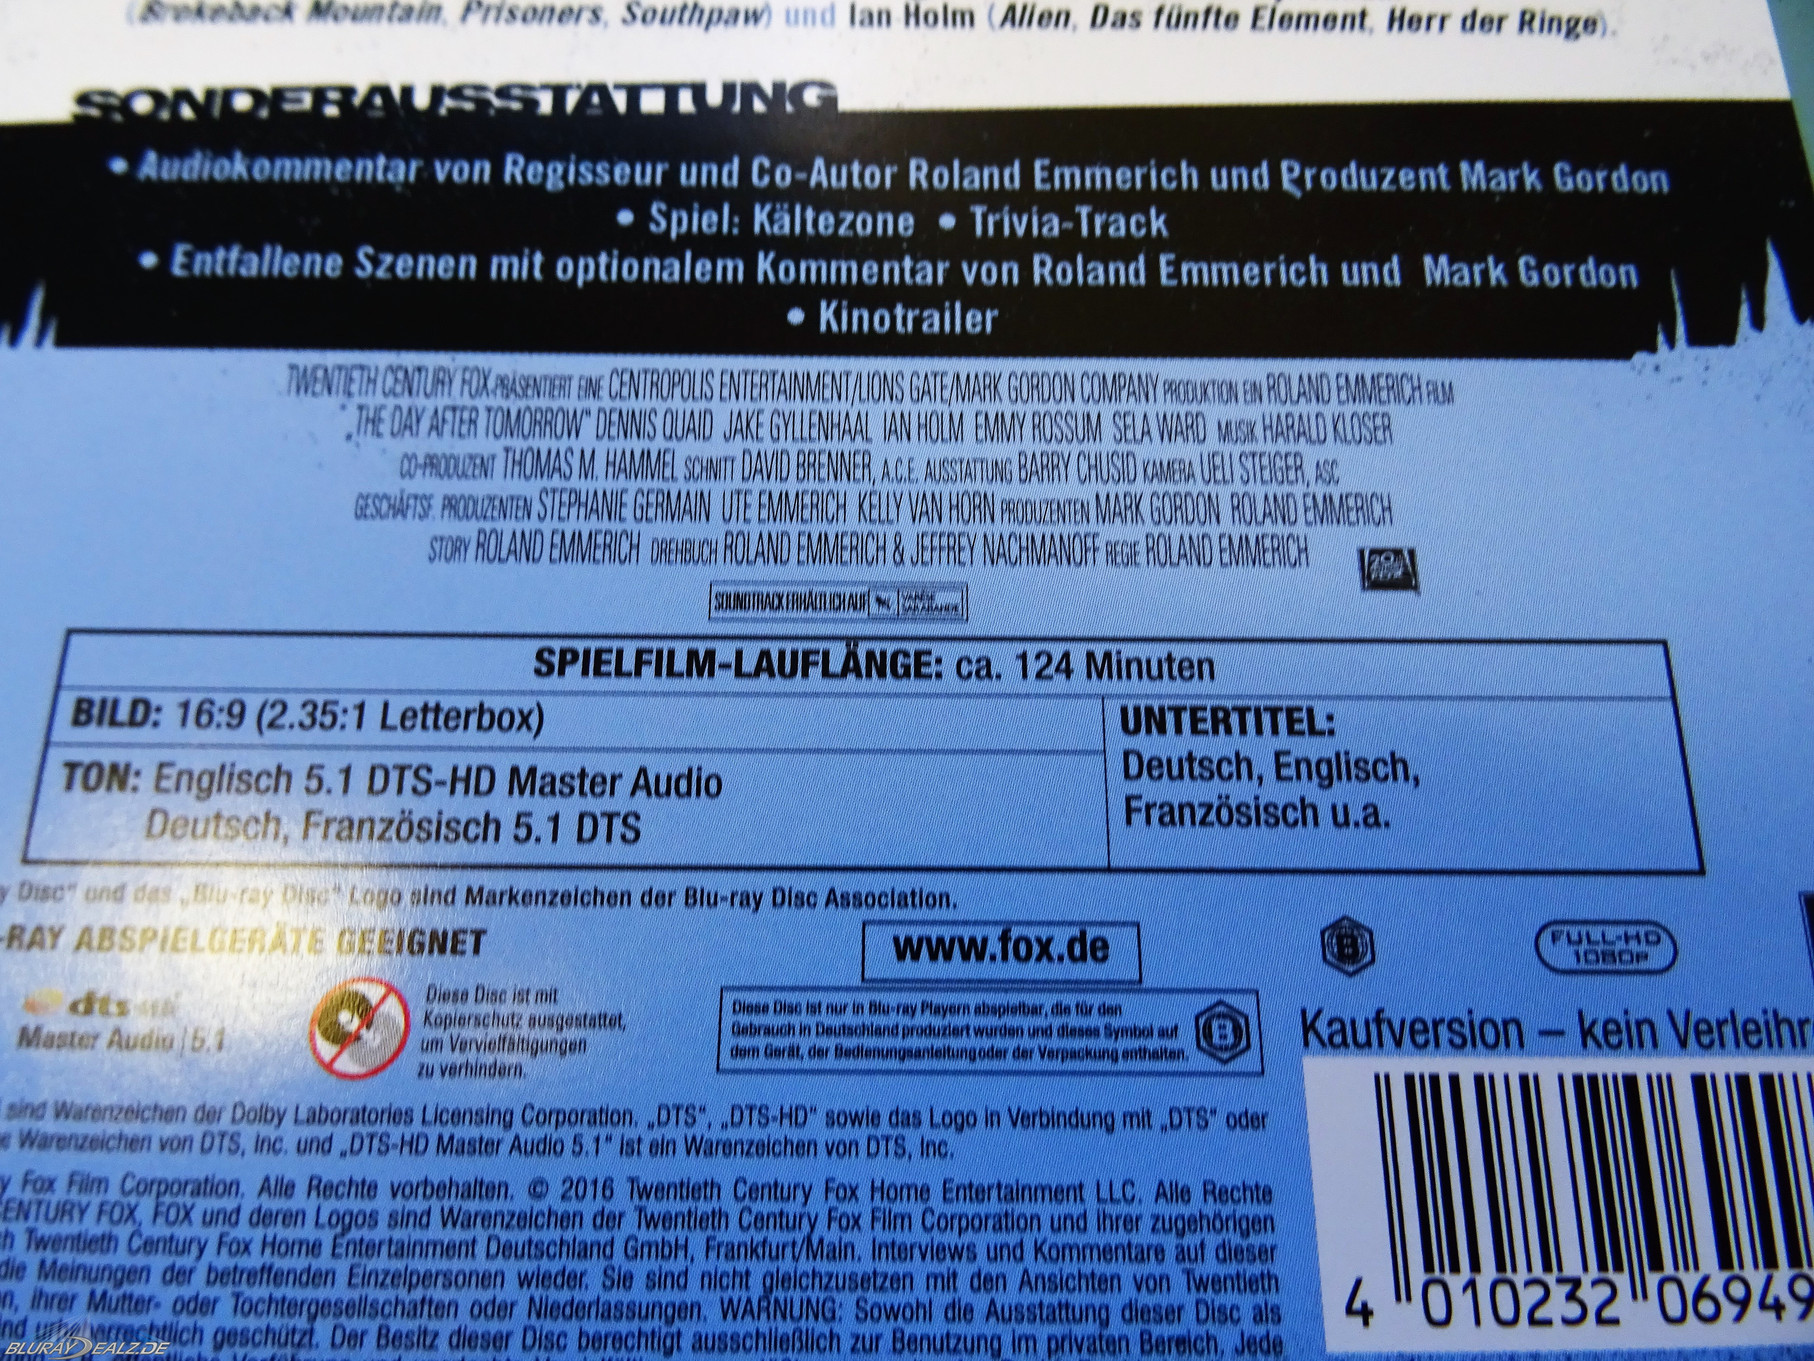 (Brokeback Mountain, Prisoners, Southpaw) und Ian Holm (Alien, Das fünfte Element, Herr der Ringe).
SONDERAUSSTATTUNG
• Audiokommentar von Regisseur und Co-Autor Roland Emmerich und Produzent Mark Gordon
• Spiel: Kältezone • Trivia-Track
• Entfallene Szenen mit optionalem Kommentar von Roland Emmerich und Mark Gordon
• Kinotrailer
TWENTIETH CENTURY FOX PRÄSENTIERT EINE CENTROPOLIS ENTERTAINMENT/LIONS GATE/MARK GORDON COMPANY PRODUKTION EIN ROLAND EMMERICH FILM
„THE DAY AFTER TOMORROW" DENNIS QUAID JAKE GYLLENHAAL IAN HOLM EMMY ROSSUM SELA WARD MUSIK HARALD KLOSER
CO-PRODUZENT THOMAS M. HAMMEL SCHNITT DAVID BRENNER, A.C.E. AUSSTATTUNG BARRY CHUSID KAMERA UELI STEIGER, ASC
GESCHÄFTSF. PRODUZENTEN STEPHANIE GERMAIN UTE EMMERICH KELLY VAN HORN PRODUZENTEN MARK GORDON ROLAND EMMERICH
STORY ROLAND EMMERICH DREHBUCH ROLAND EMMERICH & JEFFREY NACHMANOFF REGIE ROLAND EMMERICH
SOUNDTRACK ERHÄLTLICH AUF VARÈSE SARABANDE
SPIELFILM-LAUFLÄNGE: ca. 124 Minuten
BILD: 16:9 (2.35:1 Letterbox)
TON: Englisch 5.1 DTS-HD Master Audio
Deutsch, Französisch 5.1 DTS
UNTERTITEL:
Deutsch, Englisch,
Französisch u.a.
y Disc" und das „Blu-ray Disc" Logo sind Markenzeichen der Blu-ray Disc Association.
-RAY ABSPIELGERÄTE GEEIGNET
www.fox.de
B
FULL-HD
1080P
dts-HD
Master Audio | 5.1
Diese Disc ist mit
Kopierschutz ausgestattet,
um Vervielfältigungen
zu verhindern.
Diese Disc ist nur in Blu-ray Playern abspielbar, die für den
Gebrauch in Deutschland produziert wurden und dieses Symbol auf
dem Gerät, der Bedienungsanleitung oder der Verpackung enthalten.
B
Kaufversion – kein Verleihr
sind Warenzeichen der Dolby Laboratories Licensing Corporation. „DTS", „DTS-HD" sowie das Logo in Verbindung mit „DTS" oder
e Warenzeichen von DTS, Inc. und „DTS-HD Master Audio 5.1" ist ein Warenzeichen von DTS, Inc.
y Fox Film Corporation. Alle Rechte vorbehalten. © 2016 Twentieth Century Fox Home Entertainment LLC. Alle Rechte
ENTURY FOX, FOX und deren Logos sind Warenzeichen der Twentieth Century Fox Film Corporation und ihrer zugehörigen
h Twentieth Century Fox Home Entertainment Deutschland GmbH, Frankfurt/Main. Interviews und Kommentare auf dieser
die Meinungen der betreffenden Einzelpersonen wieder. Sie sind nicht gleichzusetzen mit den Ansichten von Twentieth
n, ihrer Mutter- oder Tochtergesellschaften oder Niederlassungen. WARNUNG: Sowohl die Ausstattung dieser Disc als
nd urheberrechtlich geschützt. Der Besitz dieser Disc berechtigt ausschließlich zur Benutzung im privaten Bereich. Jede
4 010232 06949
BLURAYDEALZ.DE